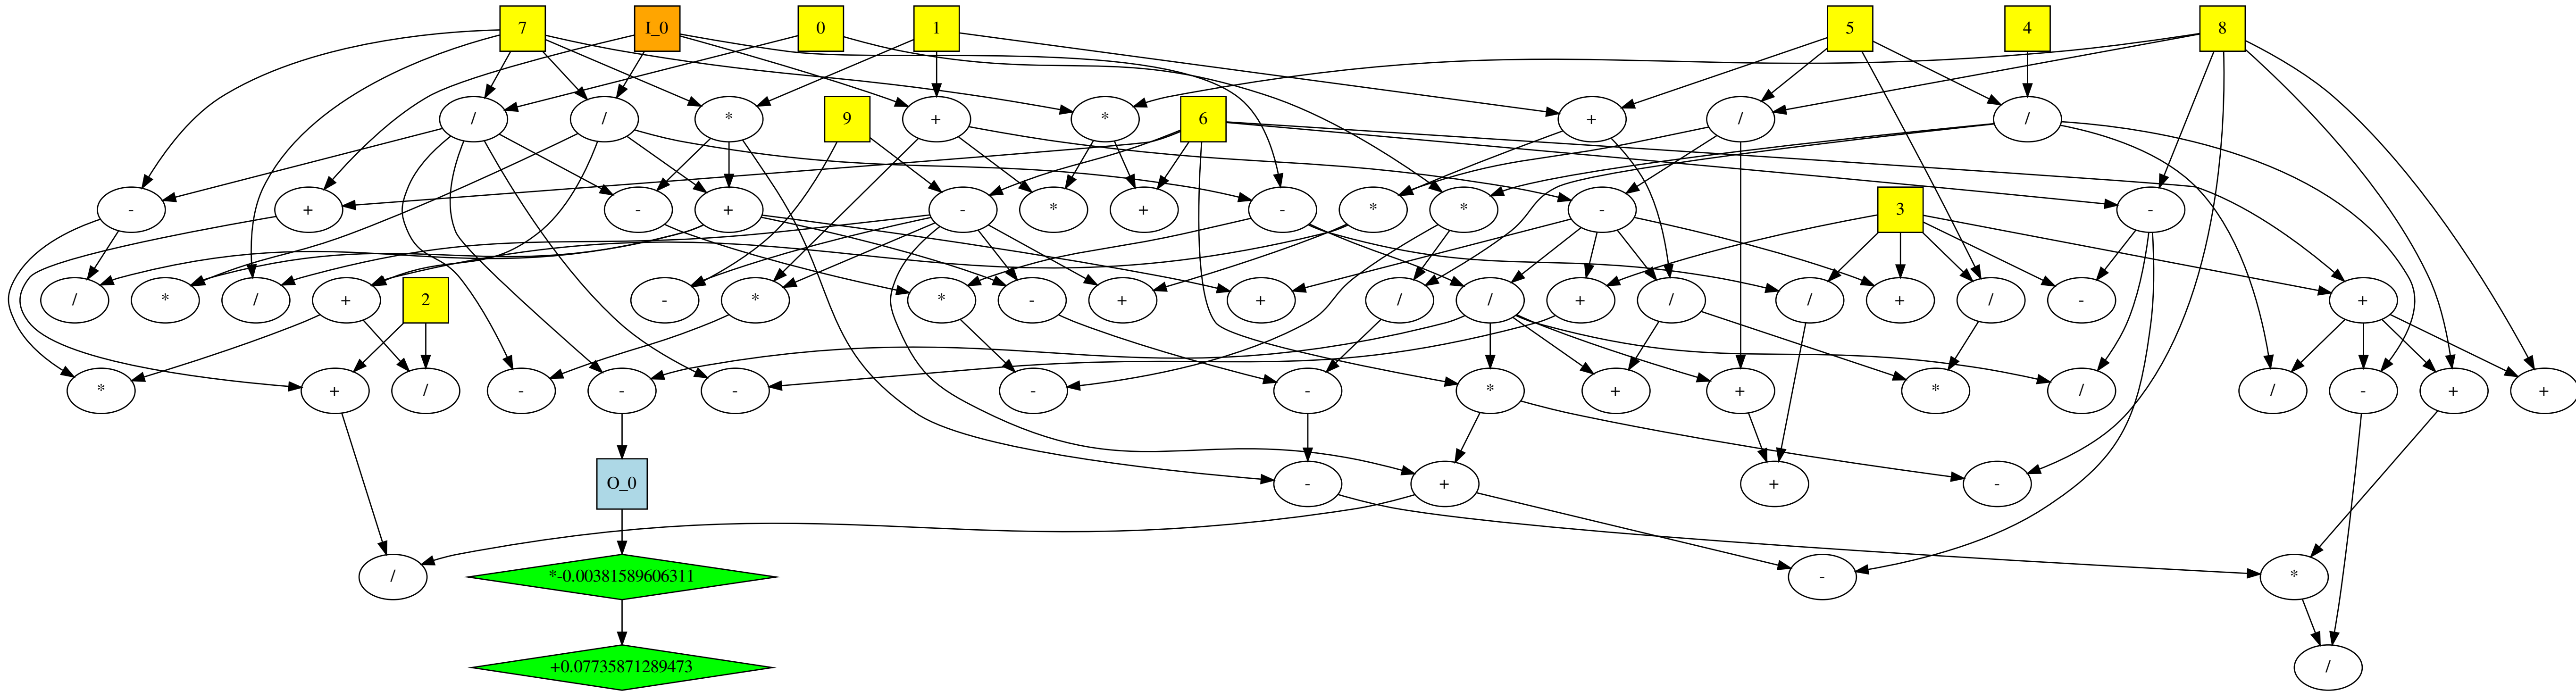 7 I_0 0 1 5 4 8
/ / * 9 + * 6 + / /
- + - + - * + - * * - 3 -
/ * / + 2 - * * - + + / / + / / + / - +
* + / - - - - - * + + * / / - + +
O_0 - + + -
/ *-0.00381589606311 - *
+0.07735871289473 /